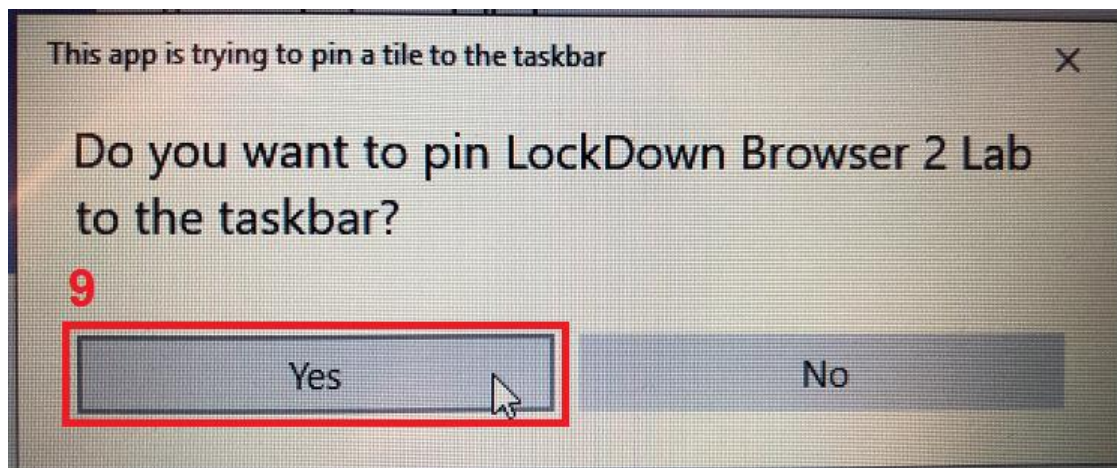 This app is trying to pin a tile to the taskbar
Do you want to pin LockDown Browser 2 Lab
to the taskbar?
9
Yes
No